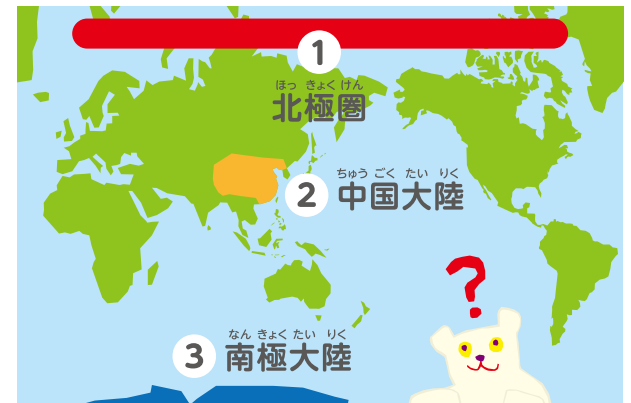 1
ほっ きょく けん
北極圏
ちゅう ごく たい りく
2 中国大陸
?
なん きょく たい りく
3 南極大陸